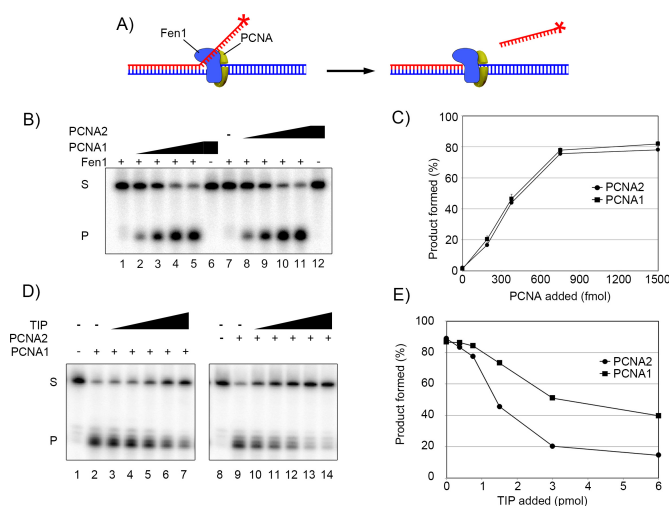 A)
Fen1
PCNA
B)
PCNA2 -
PCNA1
Fen1 + + + + + - + + + + + -
S
P
1 2 3 4 5 6 7 8 9 10 11 12
C)
Product formed (%)
100
80
60
40
20
0
0 300 600 900 1200 1500
PCNA added (fmol)
PCNA2
PCNA1
D)
TIP - - - -
PCNA2 - + + + + + +
PCNA1 - + + + + + +
S
P
1 2 3 4 5 6 7 8 9 10 11 12 13 14
E)
Product formed (%)
100
80
60
40
20
0
0 1 2 3 4 5 6
TIP added (pmol)
PCNA2
PCNA1